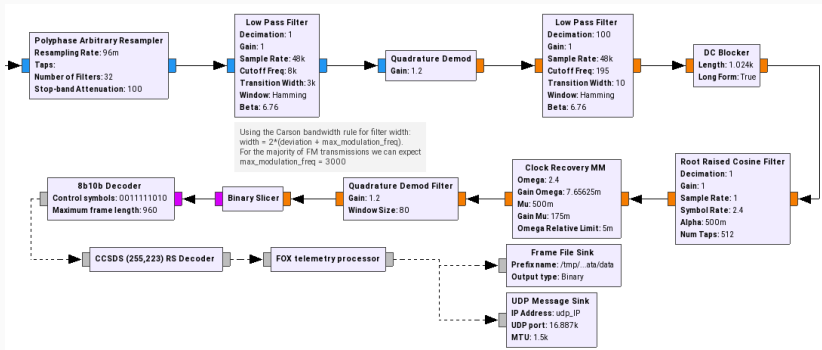 Polyphase Arbitrary Resampler
Resampling Rate: 96m
Taps:
Number of Filters: 32
Stop-band Attenuation: 100
Low Pass Filter
Decimation: 1
Gain: 1
Sample Rate: 48k
Cutoff Freq: 8k
Transition Width: 3k
Window: Hamming
Beta: 6.76
Quadrature Demod
Gain: 1.2
Low Pass Filter
Decimation: 100
Gain: 1
Sample Rate: 48k
Cutoff Freq: 195
Transition Width: 10
Window: Hamming
Beta: 6.76
DC Blocker
Length: 1.024k
Long Form: True
Using the Carson bandwidth rule for filter width:
width = 2*(deviation + max_modulation_freq).
For the majority of FM transmissions we can expect
max_modulation_freq = 3000
8b10b Decoder
Control symbols: 0011111010
Maximum frame length: 960
Binary Slicer
Quadrature Demod Filter
Gain: 1.2
Window Size: 80
Clock Recovery MM
Omega: 2.4
Gain Omega: 7.65625m
Mu: 500m
Gain Mu: 175m
Omega Relative Limit: 5m
Root Raised Cosine Filter
Decimation: 1
Gain: 1
Sample Rate: 1
Symbol Rate: 2.4
Alpha: 500m
Num Taps: 512
CCSDS (255,223) RS Decoder
FOX telemetry processor
Frame File Sink
Prefix name: /tmp/...ata/data
Output type: Binary
UDP Message Sink
IP Address: udp_IP
UDP port: 16.887k
MTU: 1.5k